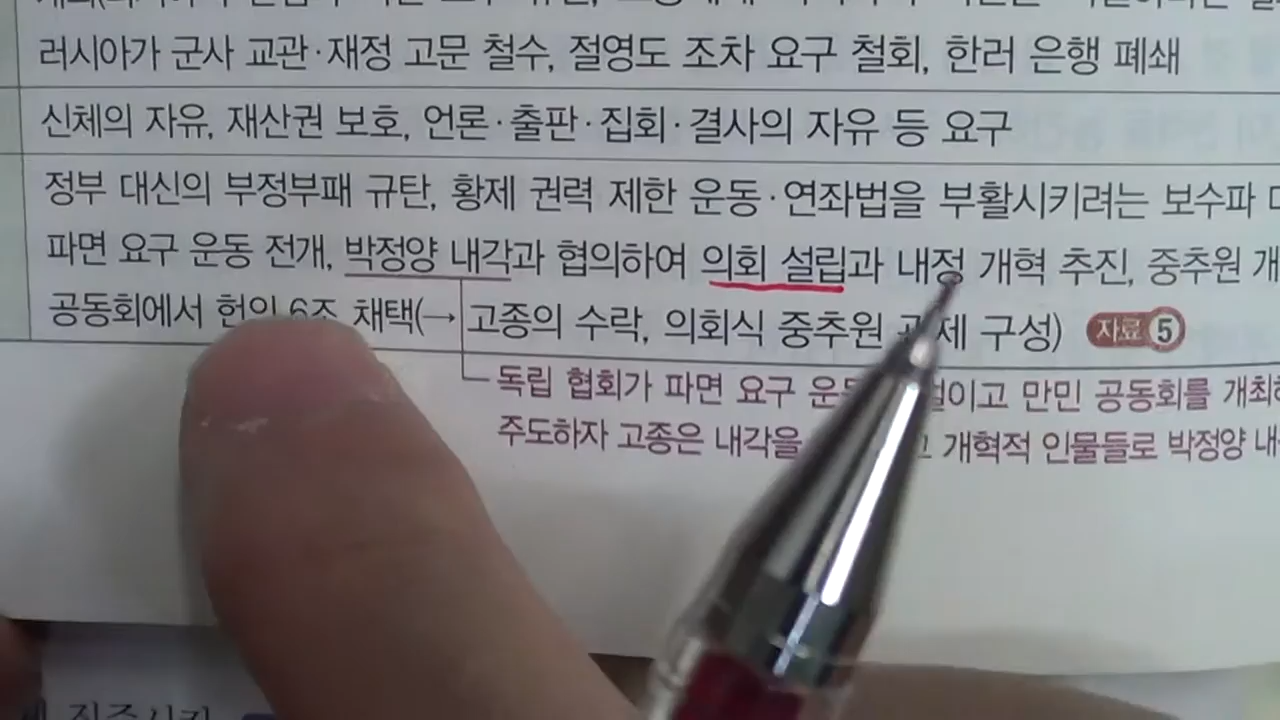 러시아가 군사 교관·재정 고문 철수, 절영도 조차 요구 철회, 한러 은행 폐쇄
신체의 자유, 재산권 보호, 언론·출판·집회·결사의 자유 등 요구
정부 대신의 부정부패 규탄, 황제 권력 제한 운동·연좌법을 부활시키려는 보수파
파면 요구 운동 전개, 박정양 내각과 협의하여 의회 설립과 내정 개혁 추진, 중추원 개
공동회에서 헌의 6조 채택(→고종의 수락, 의회식 중추원 관제 구성) 자료 5
독립 협회가 파면 요구 운 이고 만민 공동회를 개최
주도하자 고종은 내각을 고 개혁적 인물들로 박정양 내